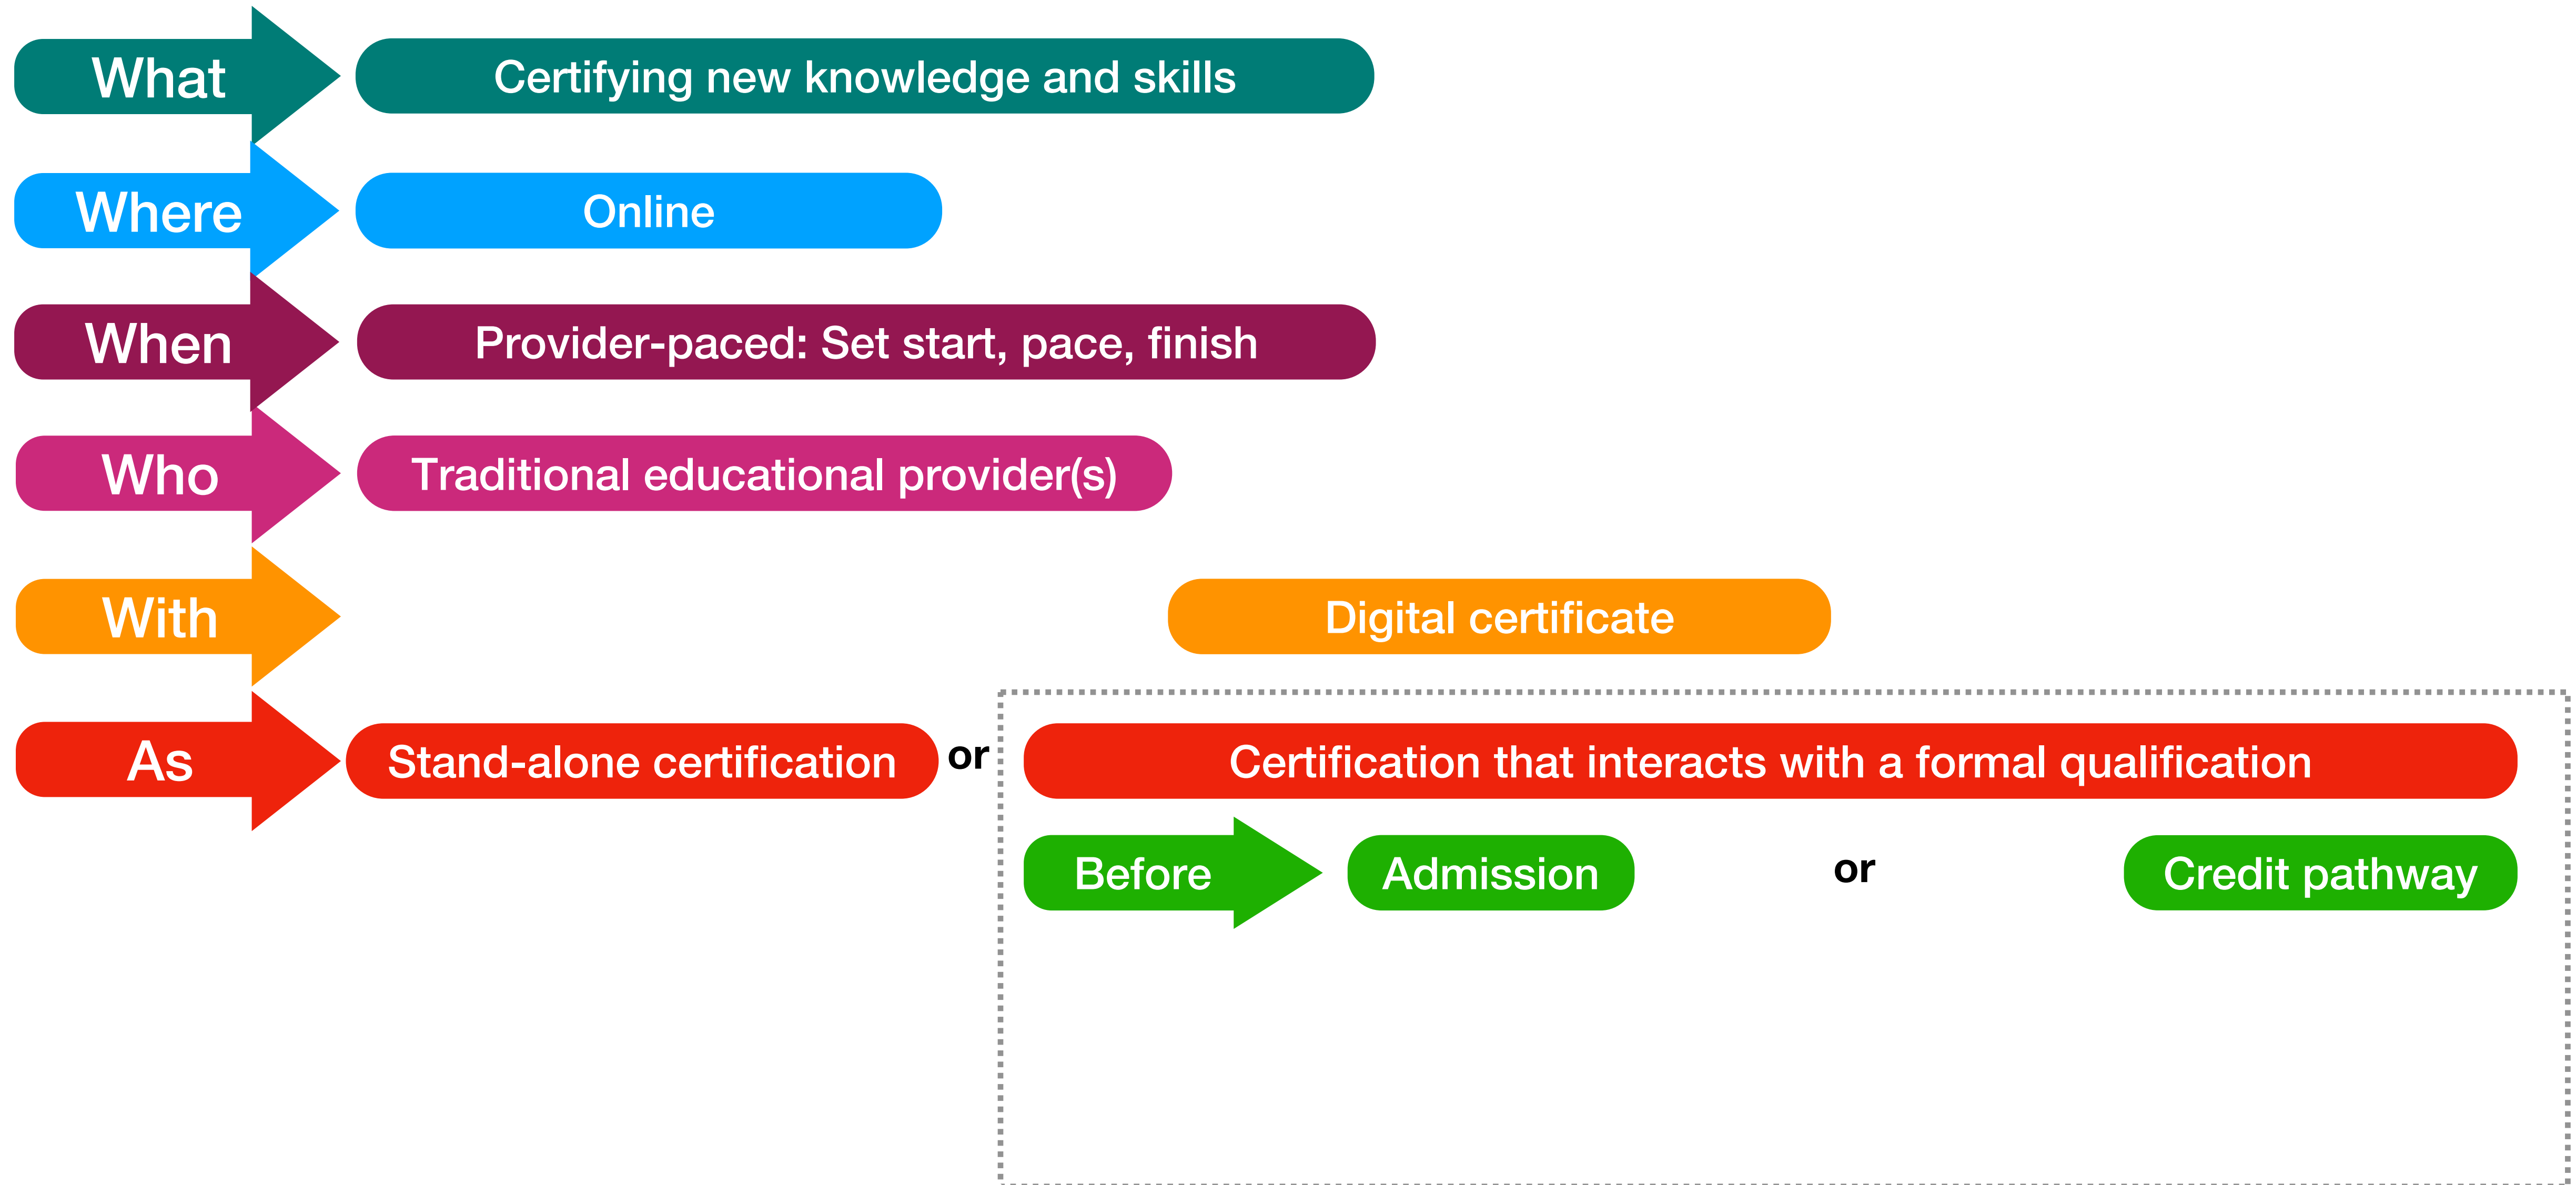 What
Certifying new knowledge and skills
Where
Online
When
Provider-paced: Set start, pace, finish
Who
Traditional educational provider(s)
With
Digital certificate
As
Stand-alone certification
or
Certification that interacts with a formal qualification
Before
Admission
or
Credit pathway